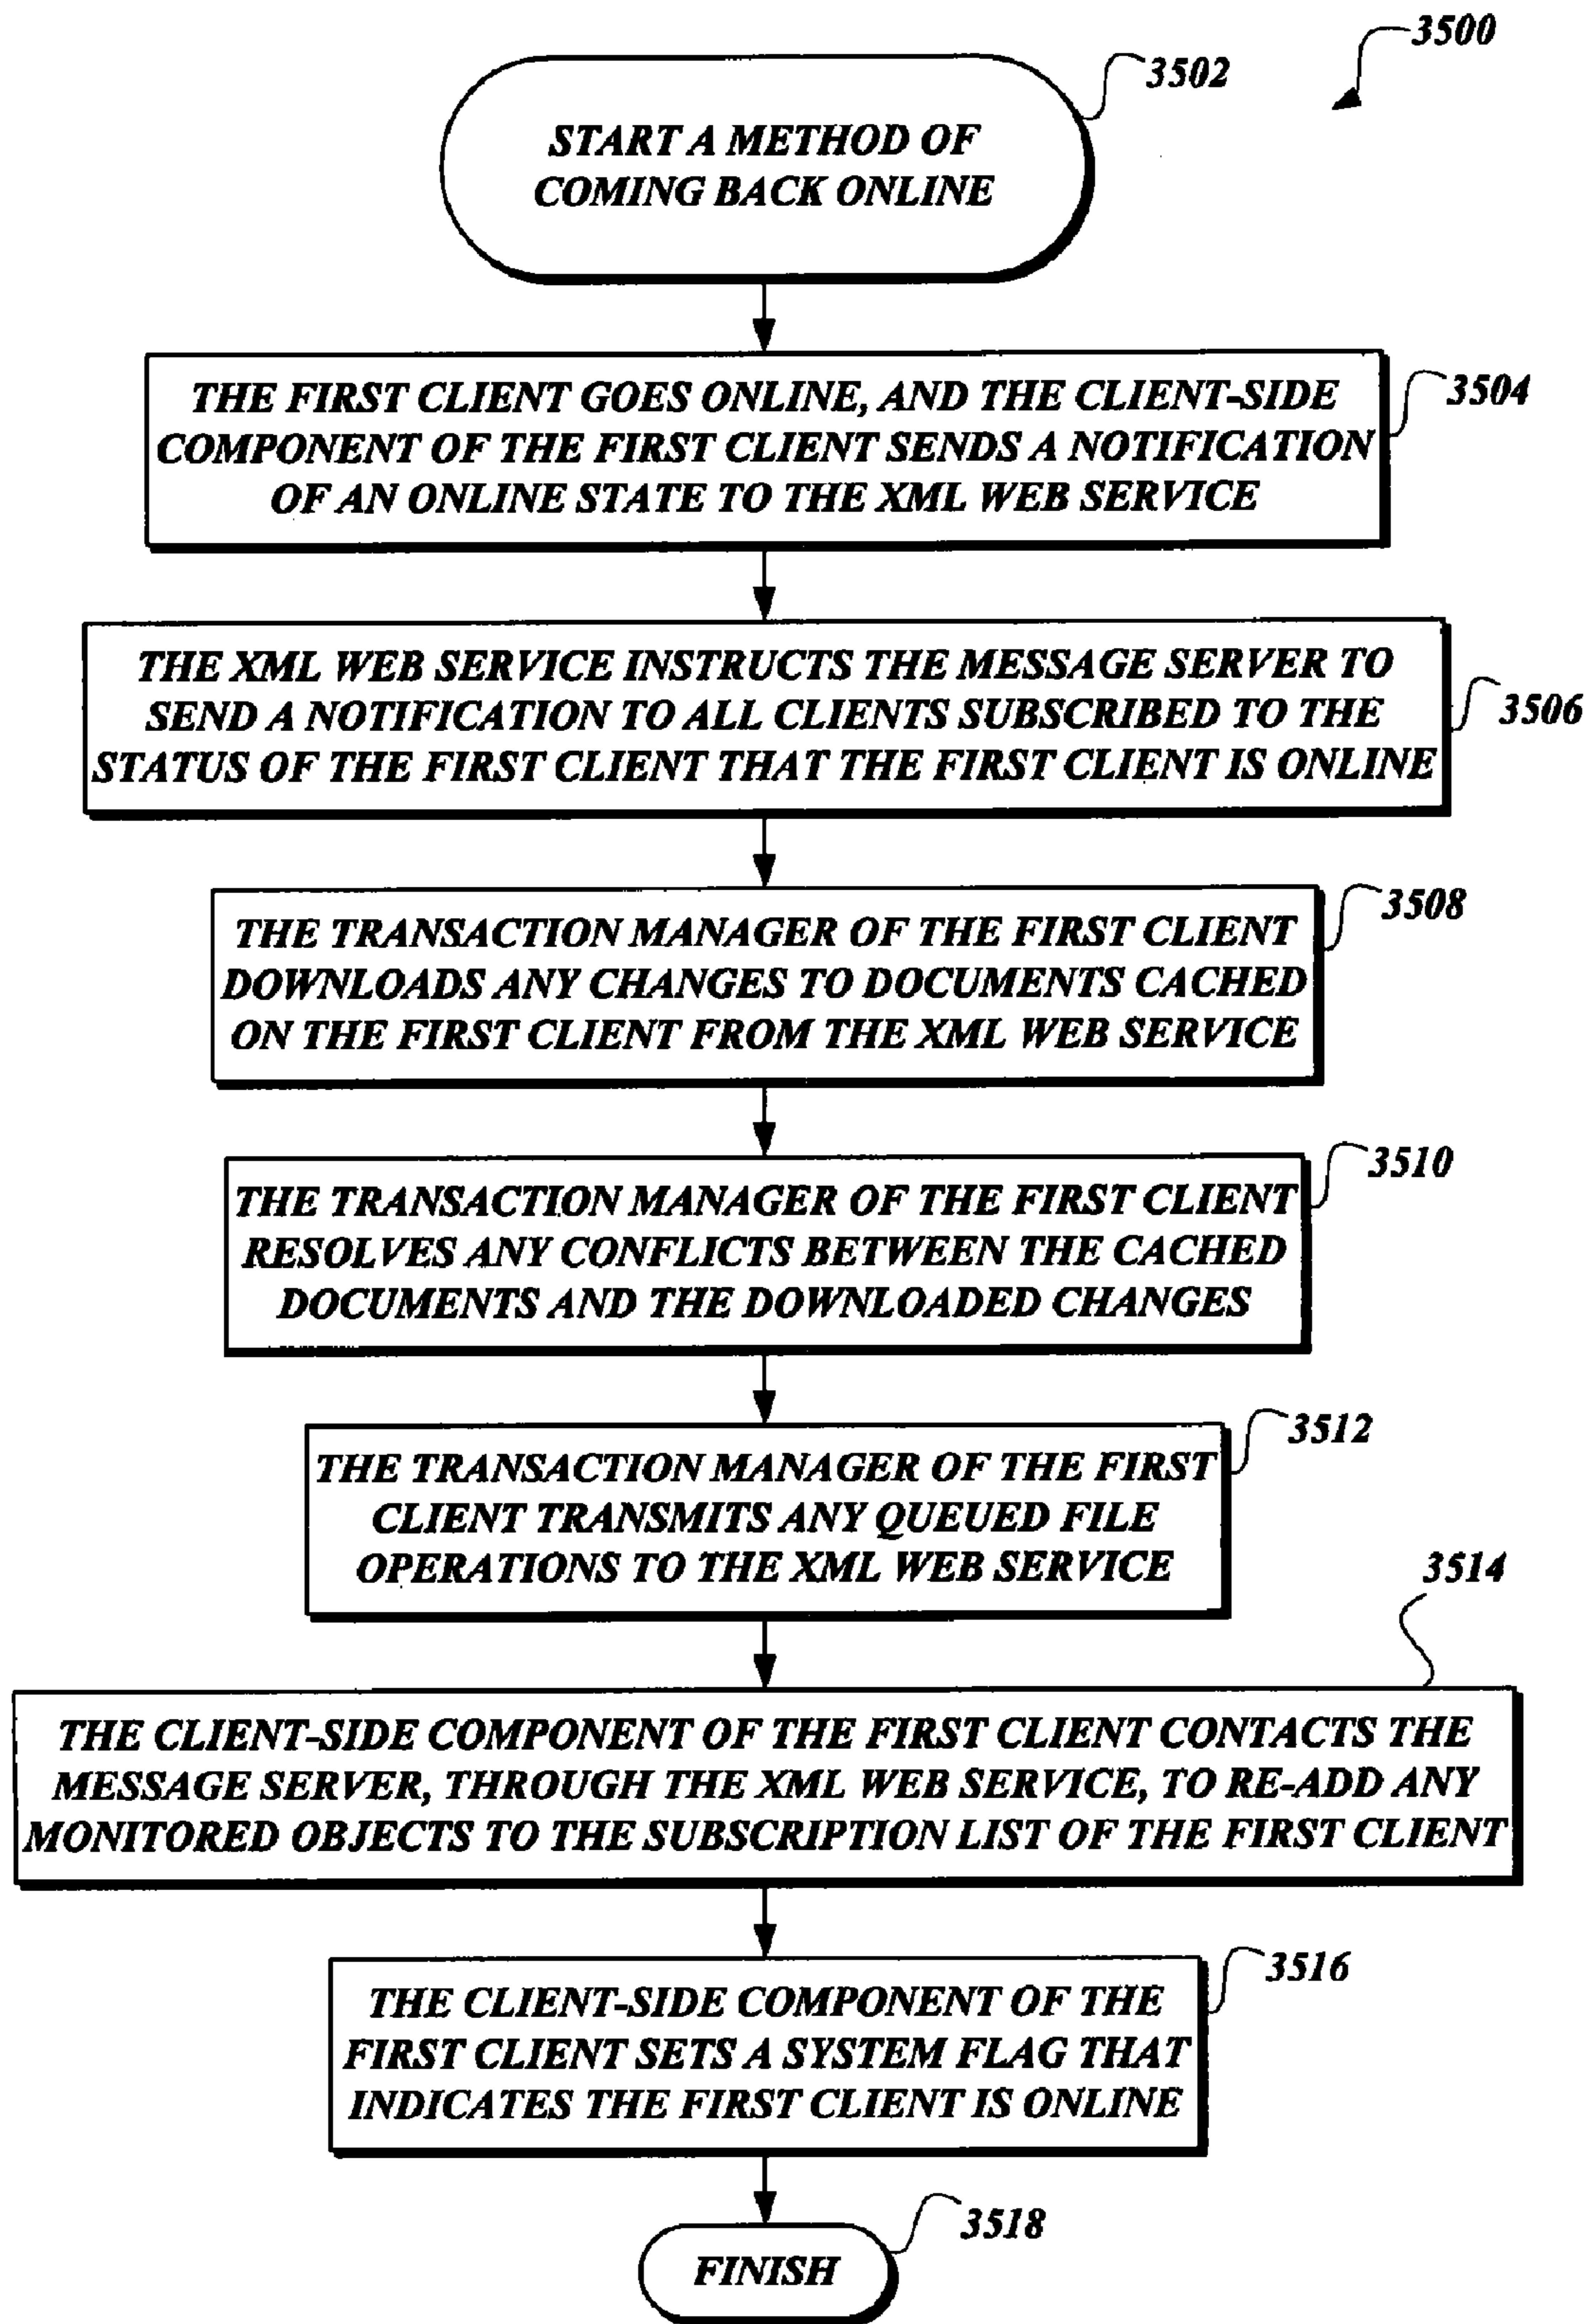 3500
3502
START A METHOD OF
COMING BACK ONLINE
3504
THE FIRST CLIENT GOES ONLINE, AND THE CLIENT-SIDE
COMPONENT OF THE FIRST CLIENT SENDS A NOTIFICATION
OF AN ONLINE STATE TO THE XML WEB SERVICE
3506
THE XML WEB SERVICE INSTRUCTS THE MESSAGE SERVER TO
SEND A NOTIFICATION TO ALL CLIENTS SUBSCRIBED TO THE
STATUS OF THE FIRST CLIENT THAT THE FIRST CLIENT IS ONLINE
3508
THE TRANSACTION MANAGER OF THE FIRST CLIENT
DOWNLOADS ANY CHANGES TO DOCUMENTS CACHED
ON THE FIRST CLIENT FROM THE XML WEB SERVICE
3510
THE TRANSACTION MANAGER OF THE FIRST CLIENT
RESOLVES ANY CONFLICTS BETWEEN THE CACHED
DOCUMENTS AND THE DOWNLOADED CHANGES
3512
THE TRANSACTION MANAGER OF THE FIRST
CLIENT TRANSMITS ANY QUEUED FILE
OPERATIONS TO THE XML WEB SERVICE
3514
THE CLIENT-SIDE COMPONENT OF THE FIRST CLIENT CONTACTS THE
MESSAGE SERVER, THROUGH THE XML WEB SERVICE, TO RE-ADD ANY
MONITORED OBJECTS TO THE SUBSCRIPTION LIST OF THE FIRST CLIENT
3516
THE CLIENT-SIDE COMPONENT OF THE
FIRST CLIENT SETS A SYSTEM FLAG THAT
INDICATES THE FIRST CLIENT IS ONLINE
3518
FINISH